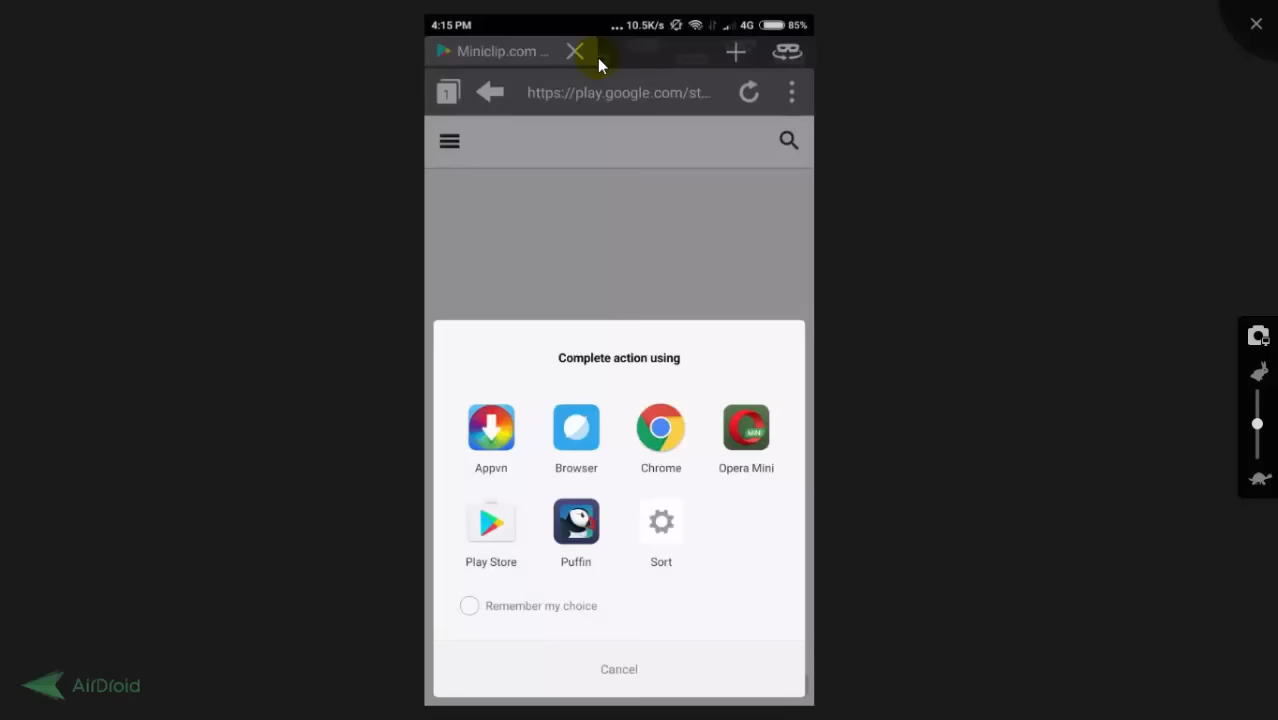 4:15 PM ... 10.5K/s 4G 85%
Miniclip.com ...
1 https://play.google.com/st...
Complete action using
Appvn Browser Chrome Opera Mini
Play Store Puffin Sort
Remember my choice
Cancel
AirDroid